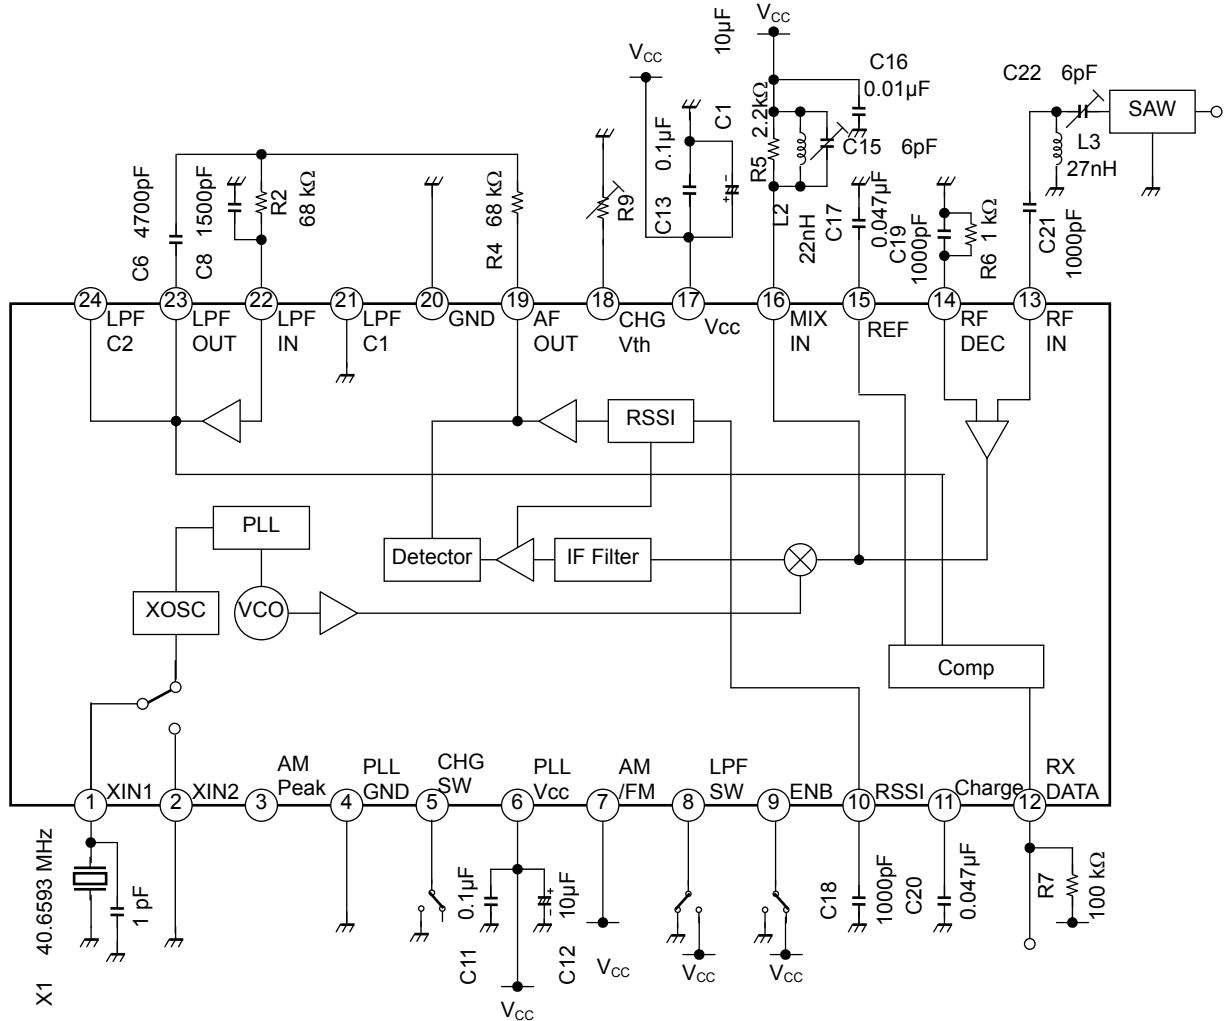 V_CC
10µF
C1
V_CC
0.1µF
C13
C16
0.01µF
2.2kΩ
R5
C15 6pF
L2
22nH
C22 6pF
SAW
L3
27nH
C6 4700pF
C8 1500pF
R2
68 kΩ
R4 68 kΩ
R9
C17
0.047µF
C19
1000pF
R6 1 kΩ
C21
1000pF
24
LPF
C2
23
LPF
OUT
22
LPF
IN
21
LPF
C1
20
GND
19
AF
OUT
18
CHG
Vth
17
Vcc
16
MIX
IN
15
REF
14
RF
DEC
13
RF
IN
RSSI
PLL
Detector
IF Filter
XOSC
VCO
Comp
1
XIN1
2
XIN2
3
AM
Peak
4
PLL
GND
5
CHG
SW
6
PLL
Vcc
7
AM
/FM
8
LPF
SW
9
ENB
10
RSSI
11
Charge
12
RX
DATA
X1 40.6593 MHz
1 pF
C11
0.1µF
C12
10µF
V_CC
V_CC
V_CC
V_CC
C18
1000pF
C20
0.047µF
R7
100 kΩ